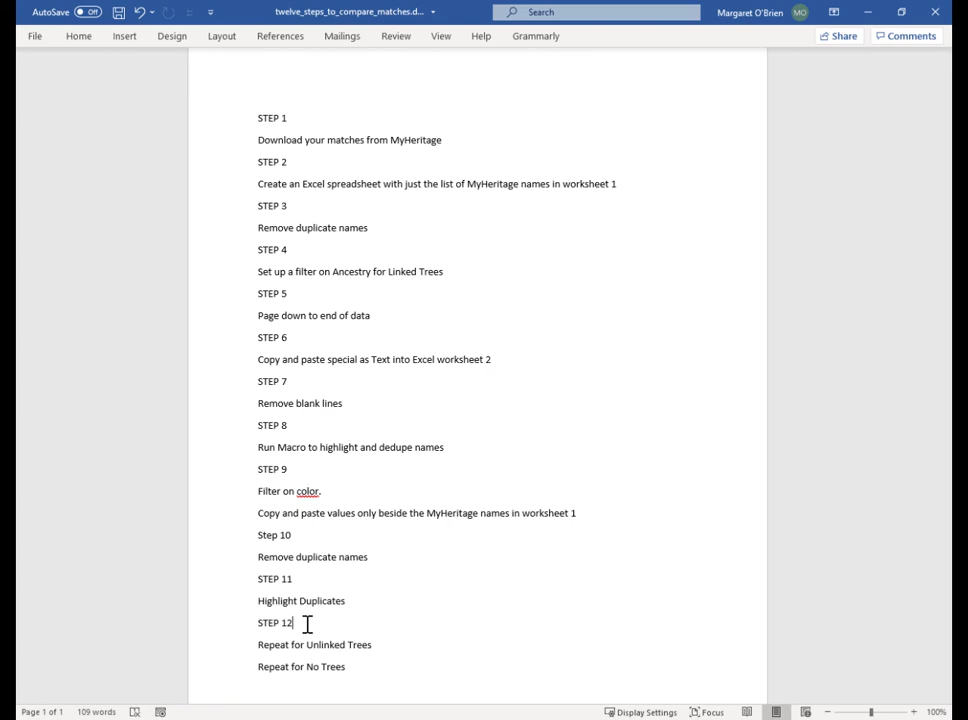 AutoSave Off twelve_steps_to_compare_matches.d... Search Margaret O'Brien MO
File Home Insert Design Layout References Mailings Review View Help Grammarly Share Comments
STEP 1
Download your matches from MyHeritage
STEP 2
Create an Excel spreadsheet with just the list of MyHeritage names in worksheet 1
STEP 3
Remove duplicate names
STEP 4
Set up a filter on Ancestry for Linked Trees
STEP 5
Page down to end of data
STEP 6
Copy and paste special as Text into Excel worksheet 2
STEP 7
Remove blank lines
STEP 8
Run Macro to highlight and dedupe names
STEP 9
Filter on color.
Copy and paste values only beside the MyHeritage names in worksheet 1
Step 10
Remove duplicate names
STEP 11
Highlight Duplicates
STEP 12
Repeat for Unlinked Trees
Repeat for No Trees
Page 1 of 1 109 words Display Settings Focus 100%